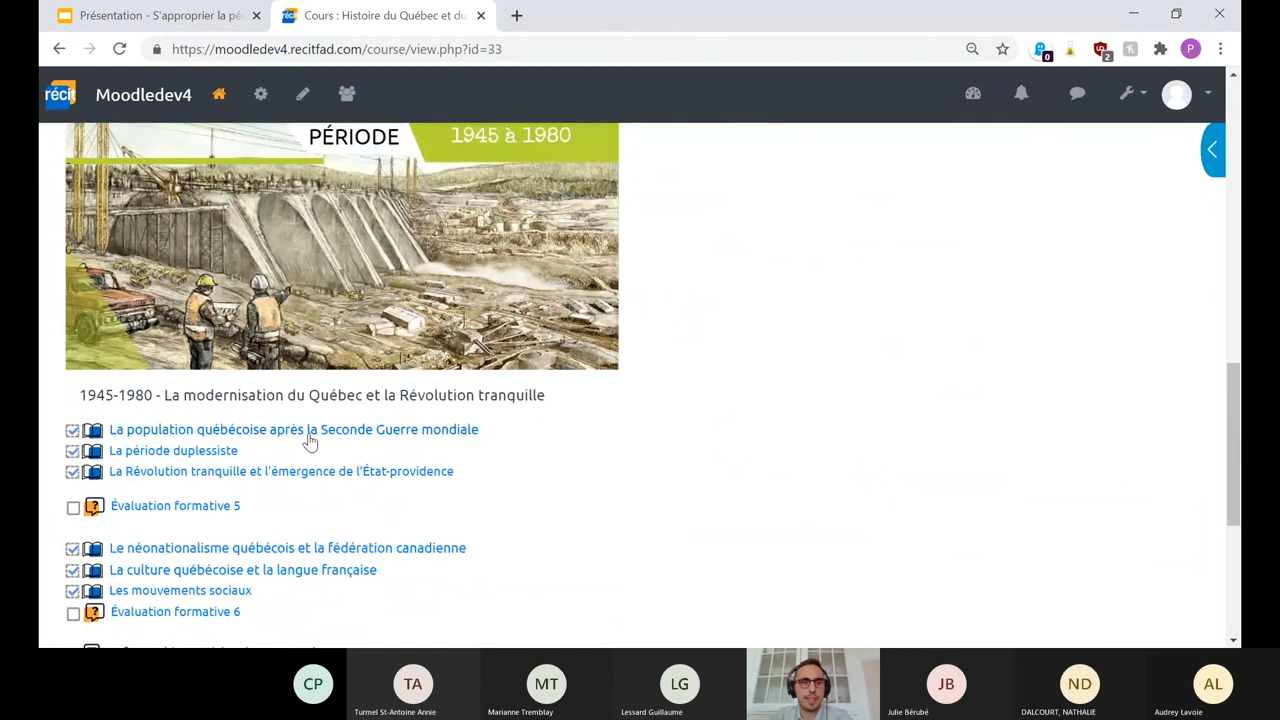 Présentation - S'approprier la pé
Cours : Histoire du Québec et du
https://moodledev4.recitfad.com/course/view.php?id=33
0
2
P
récit
Moodledev4
PÉRIODE
1945 à 1980
1945-1980 - La modernisation du Québec et la Révolution tranquille
La population québécoise après la Seconde Guerre mondiale
La période duplessiste
La Révolution tranquille et l'émergence de l'État-providence
Évaluation formative 5
Le néonationalisme québécois et la fédération canadienne
La culture québécoise et la langue française
Les mouvements sociaux
Évaluation formative 6
CP
TA
MT
LG
JB
ND
AL
Turmel St-Antoine Annie
Marianne Tremblay
Lessard Guillaume
Julie Bérubé
DALCOURT, NATHALIE
Audrey Lavoie